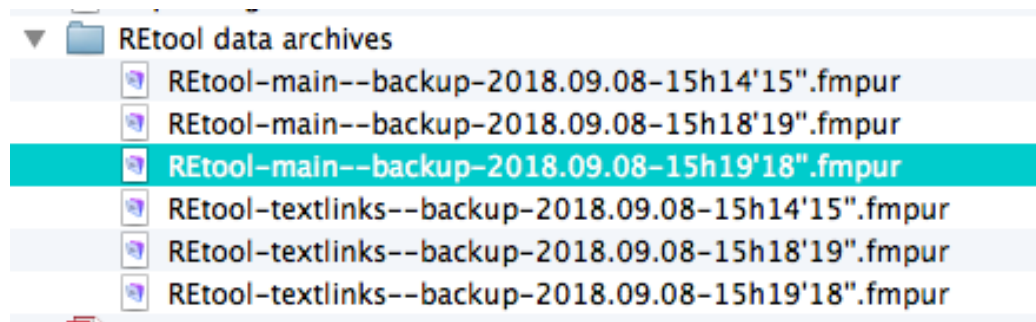 REtool data archives
REtool-main--backup-2018.09.08-15h14'15".fmpur
REtool-main--backup-2018.09.08-15h18'19".fmpur
REtool-main--backup-2018.09.08-15h19'18".fmpur
REtool-textlinks--backup-2018.09.08-15h14'15".fmpur
REtool-textlinks--backup-2018.09.08-15h18'19".fmpur
REtool-textlinks--backup-2018.09.08-15h19'18".fmpur